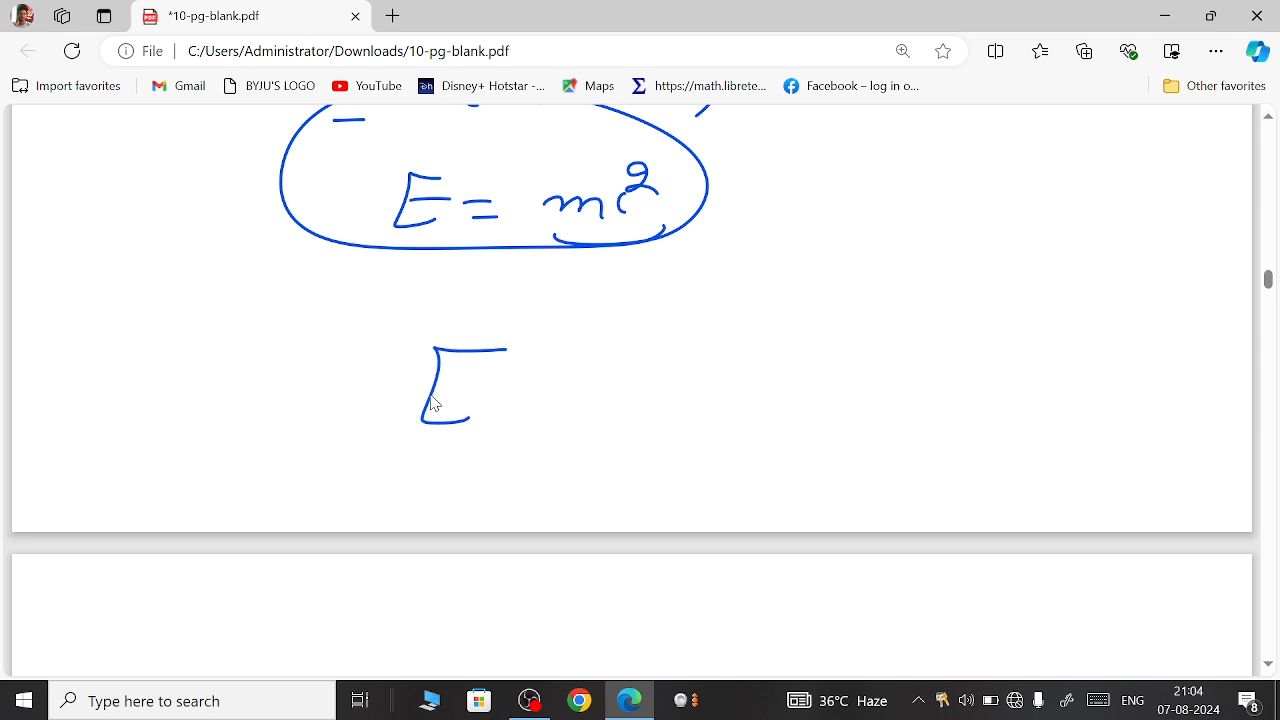 *10-pg-blank.pdf
File
C:/Users/Administrator/Downloads/10-pg-blank.pdf
Import favorites
Gmail
BYJU'S LOGO
YouTube
Disney+ Hotstar -...
https://math.librete...
Facebook – log in o...
Maps
Other favorites
E = mc²
Type here to search
36°C Haze
ENG
21:04
07-08-2024
8